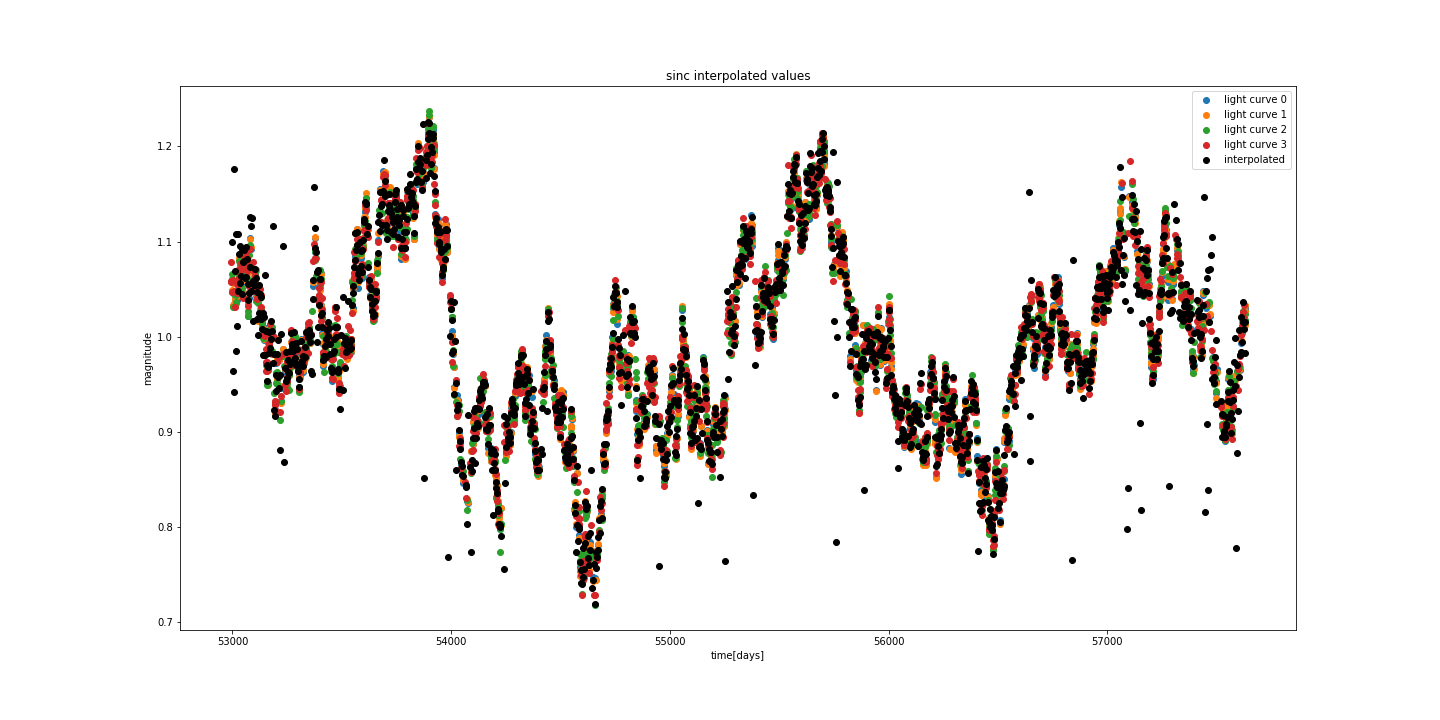 sinc interpolated values
light curve 0
light curve 1
light curve 2
light curve 3
interpolated
magnitude
1.2
1.1
1.0
0.9
0.8
0.7
53000 54000 55000 56000 57000
time[days]